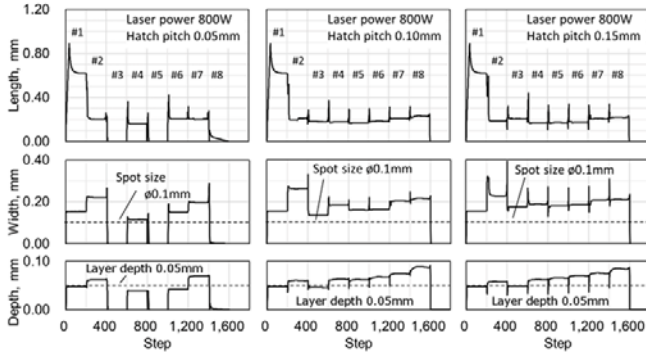 Laser power 800W
Hatch pitch 0.05mm
Laser power 800W
Hatch pitch 0.10mm
Laser power 800W
Hatch pitch 0.15mm
#1 #2 #3 #4 #5 #6 #7 #8
#1 #2 #3 #4 #5 #6 #7 #8
#1 #2 #3 #4 #5 #6 #7 #8
Length, mm
1.20
0.80
0.40
0.00
Width, mm
0.40
0.20
0.00
Spot size
ø0.1mm
Spot size ø0.1mm
Spot size ø0.1mm
Depth, mm
0.10
0.00
Layer depth 0.05mm
Layer depth 0.05mm
Layer depth 0.05mm
0 400 800 1,200 1,600
0 400 800 1,200 1,600
0 400 800 1,200 1,600
Step
Step
Step